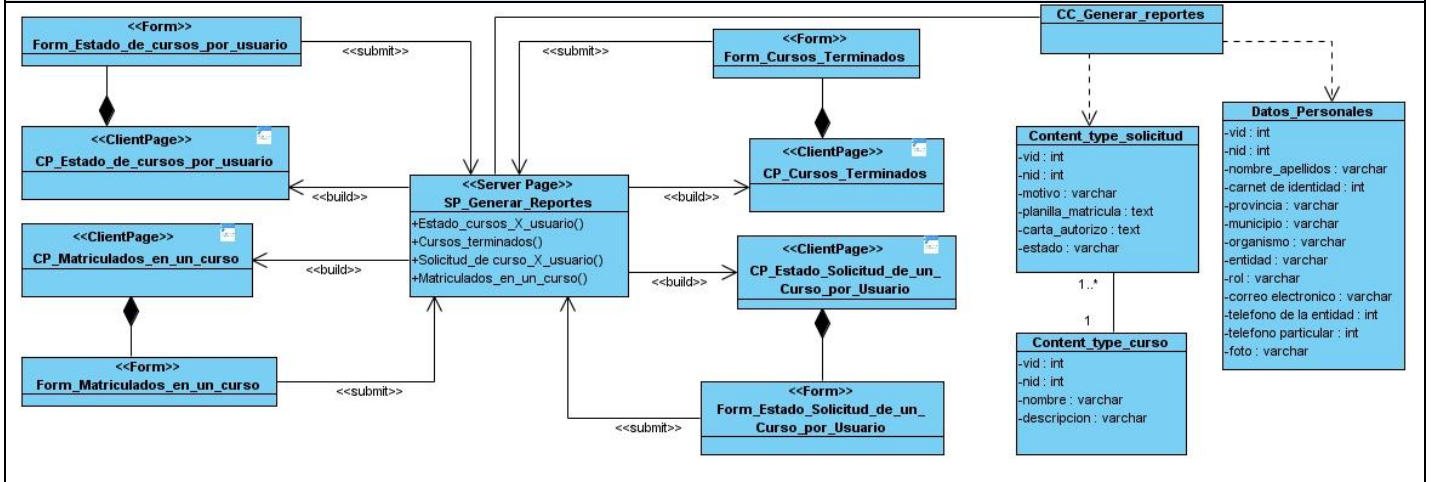 <<Form>>
Form_Estado_de_cursos_por_usuario
<<submit>>
<<ClientPage>>
CP_Estado_de_cursos_por_usuario
<<build>>
<<ClientPage>>
CP_Matriculados_en_un_curso
<<build>>
<<Form>>
Form_Matriculados_en_un_curso
<<submit>>
<<Server Page>>
SP_Generar_Reportes
+Estado_cursos_X_usuario()
+Cursos_terminados()
+Solicitud_de curso_X_usuario()
+Matriculados_en_un_curso()
<<submit>>
<<Form>>
Form_Cursos_Terminados
<<ClientPage>>
CP_Cursos_Terminados
<<build>>
<<ClientPage>>
CP_Estado_Solicitud_de_un_
Curso_por_Usuario
<<build>>
<<Form>>
Form_Estado_Solicitud_de_un_
Curso_por_Usuario
<<submit>>
CC_Generar_reportes
Content_type_solicitud
-vid : int
-nid : int
-motivo : varchar
-planilla_matricula : text
-carta_autorizo : text
-estado : varchar
1..*
1
Content_type_curso
-vid : int
-nid : int
-nombre : varchar
-descripcion : varchar
Datos_Personales
-vid : int
-nid : int
-nombre_apellidos : varchar
-carnet de identidad : int
-provincia : varchar
-municipio : varchar
-organismo : varchar
-entidad : varchar
-rol : varchar
-correo electronico : varchar
-telefono de la entidad : int
-telefono particular : int
-foto : varchar